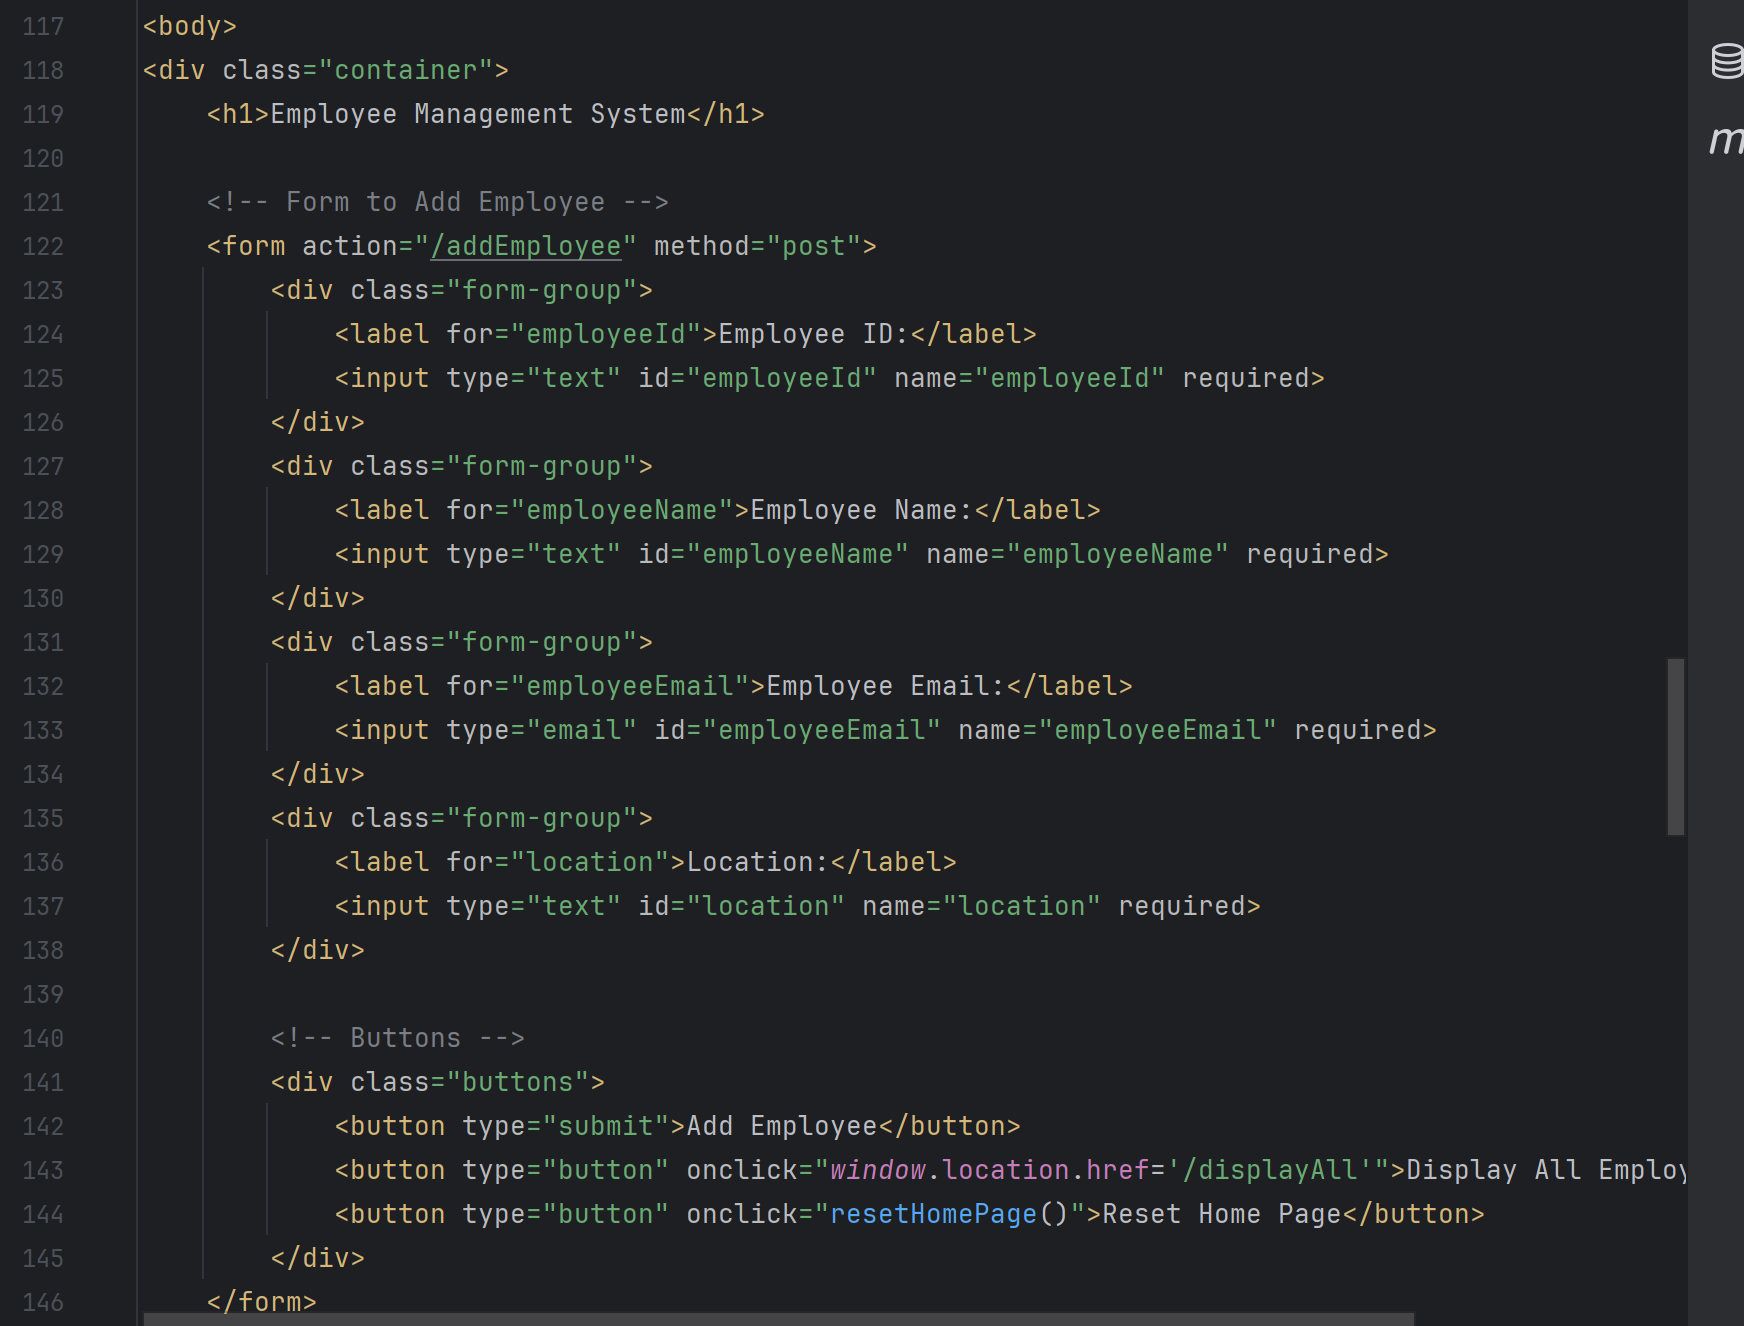 117 <body>
118 <div class="container">
119     <h1>Employee Management System</h1>
120
121     <!-- Form to Add Employee -->
122     <form action="/addEmployee" method="post">
123         <div class="form-group">
124             <label for="employeeId">Employee ID:</label>
125             <input type="text" id="employeeId" name="employeeId" required>
126         </div>
127         <div class="form-group">
128             <label for="employeeName">Employee Name:</label>
129             <input type="text" id="employeeName" name="employeeName" required>
130         </div>
131         <div class="form-group">
132             <label for="employeeEmail">Employee Email:</label>
133             <input type="email" id="employeeEmail" name="employeeEmail" required>
134         </div>
135         <div class="form-group">
136             <label for="location">Location:</label>
137             <input type="text" id="location" name="location" required>
138         </div>
139
140         <!-- Buttons -->
141         <div class="buttons">
142             <button type="submit">Add Employee</button>
143             <button type="button" onclick="window.location.href='/displayAll'">Display All Employ
144             <button type="button" onclick="resetHomePage()">Reset Home Page</button>
145         </div>
146     </form>
m